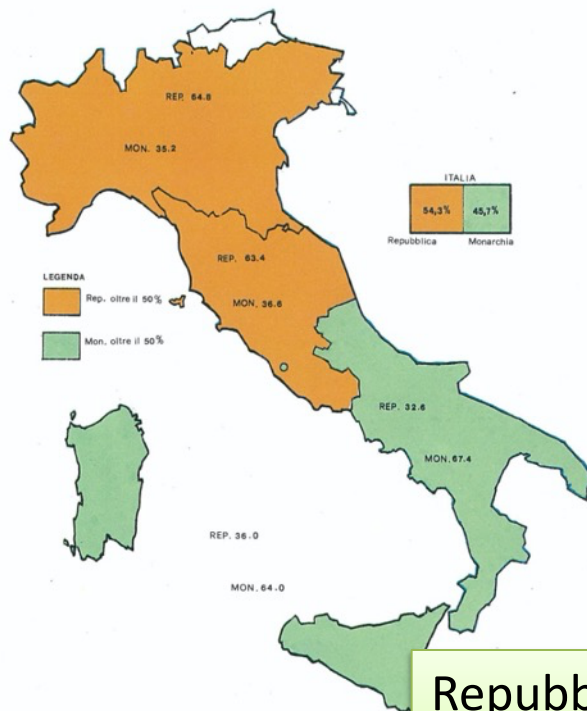 REP. 64.8
MON. 35.2
ITALIA
54,3% 45,7%
Repubblica Monarchia
REP. 63.4
MON. 36.6
LEGENDA
Rep. oltre il 50%
Mon. oltre il 50%
REP. 32.6
MON. 67.4
REP. 36.0
MON. 64.0